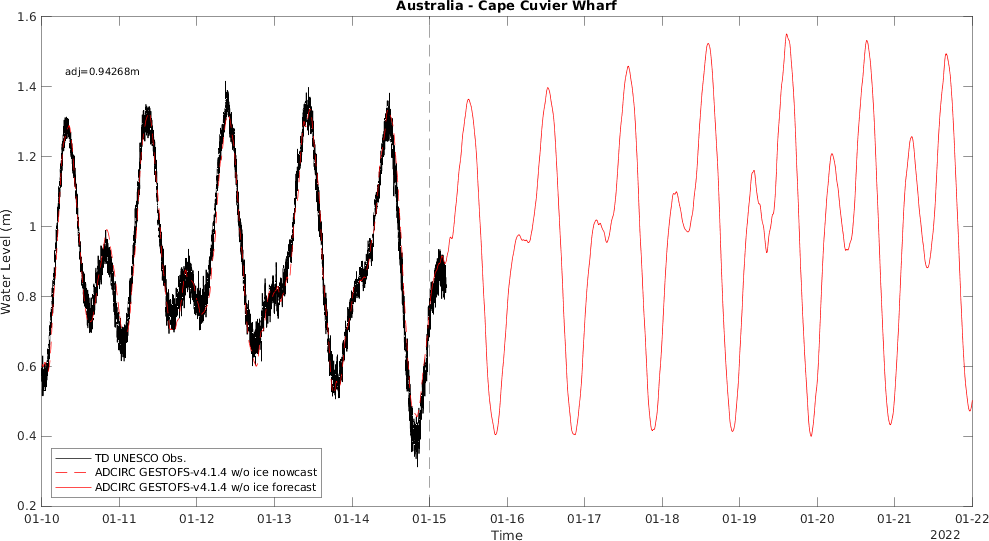 Australia - Cape Cuvier Wharf
1.6
1.4
1.2
1
0.8
0.6
0.4
0.2
Water Level (m)
adj=0.94268m
TD UNESCO Obs.
ADCIRC GESTOFS-v4.1.4 w/o ice nowcast
ADCIRC GESTOFS-v4.1.4 w/o ice forecast
01-10 01-11 01-12 01-13 01-14 01-15 01-16 01-17 01-18 01-19 01-20 01-21 01-22
Time
2022